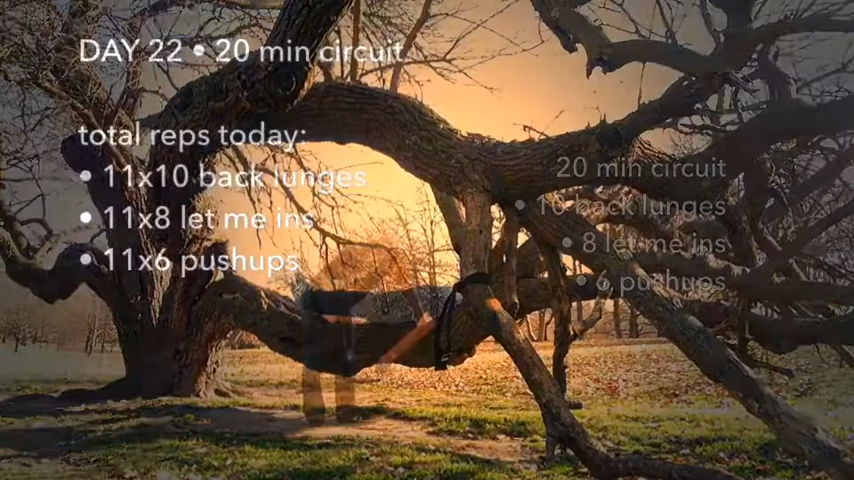 DAY 22 • 20 min circuit
total reps today:
• 11x10 back lunges
• 11x8 let me ins
• 11x6 pushups
20 min circuit
• 10 back lunges
• 8 let me ins
• 6 pushups